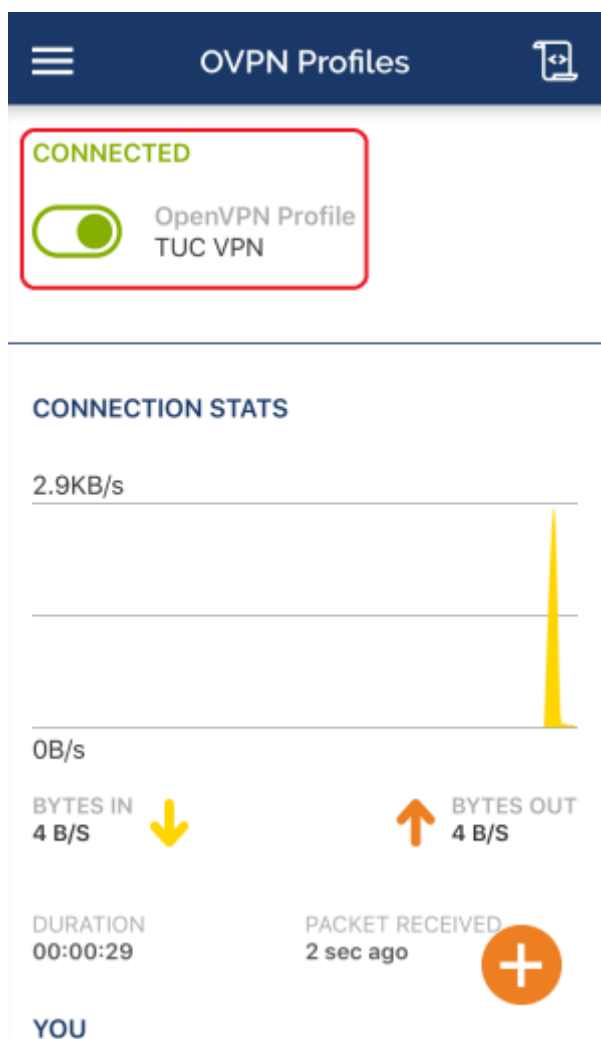 OVPN Profiles
CONNECTED
OpenVPN Profile
TUC VPN
CONNECTION STATS
2.9KB/s
0B/s
BYTES IN
4 B/S
BYTES OUT
4 B/S
DURATION
00:00:29
PACKET RECEIVED
2 sec ago
YOU